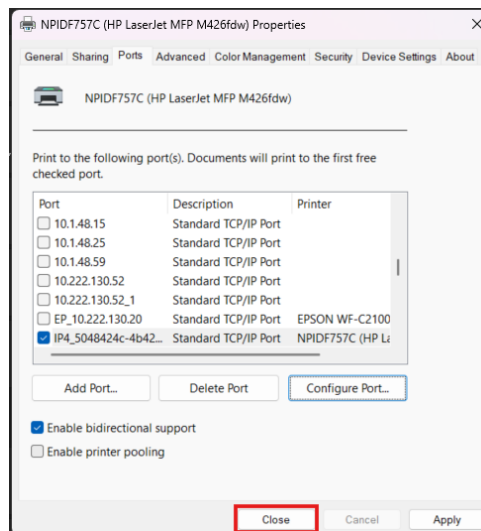 NPIDF757C (HP LaserJet MFP M426fdw) Properties
General Sharing Ports Advanced Color Management Security Device Settings About
NPIDF757C (HP LaserJet MFP M426fdw)
Print to the following port(s). Documents will print to the first free
checked port.
Port Description Printer
10.1.48.15 Standard TCP/IP Port
10.1.48.25 Standard TCP/IP Port
10.1.48.59 Standard TCP/IP Port
10.222.130.52 Standard TCP/IP Port
10.222.130.52_1 Standard TCP/IP Port
EP_10.222.130.20 Standard TCP/IP Port EPSON WF-C2100
IP4_5048424c-4b42... Standard TCP/IP Port NPIDF757C (HP La
Add Port... Delete Port Configure Port...
Enable bidirectional support
Enable printer pooling
Close Cancel Apply